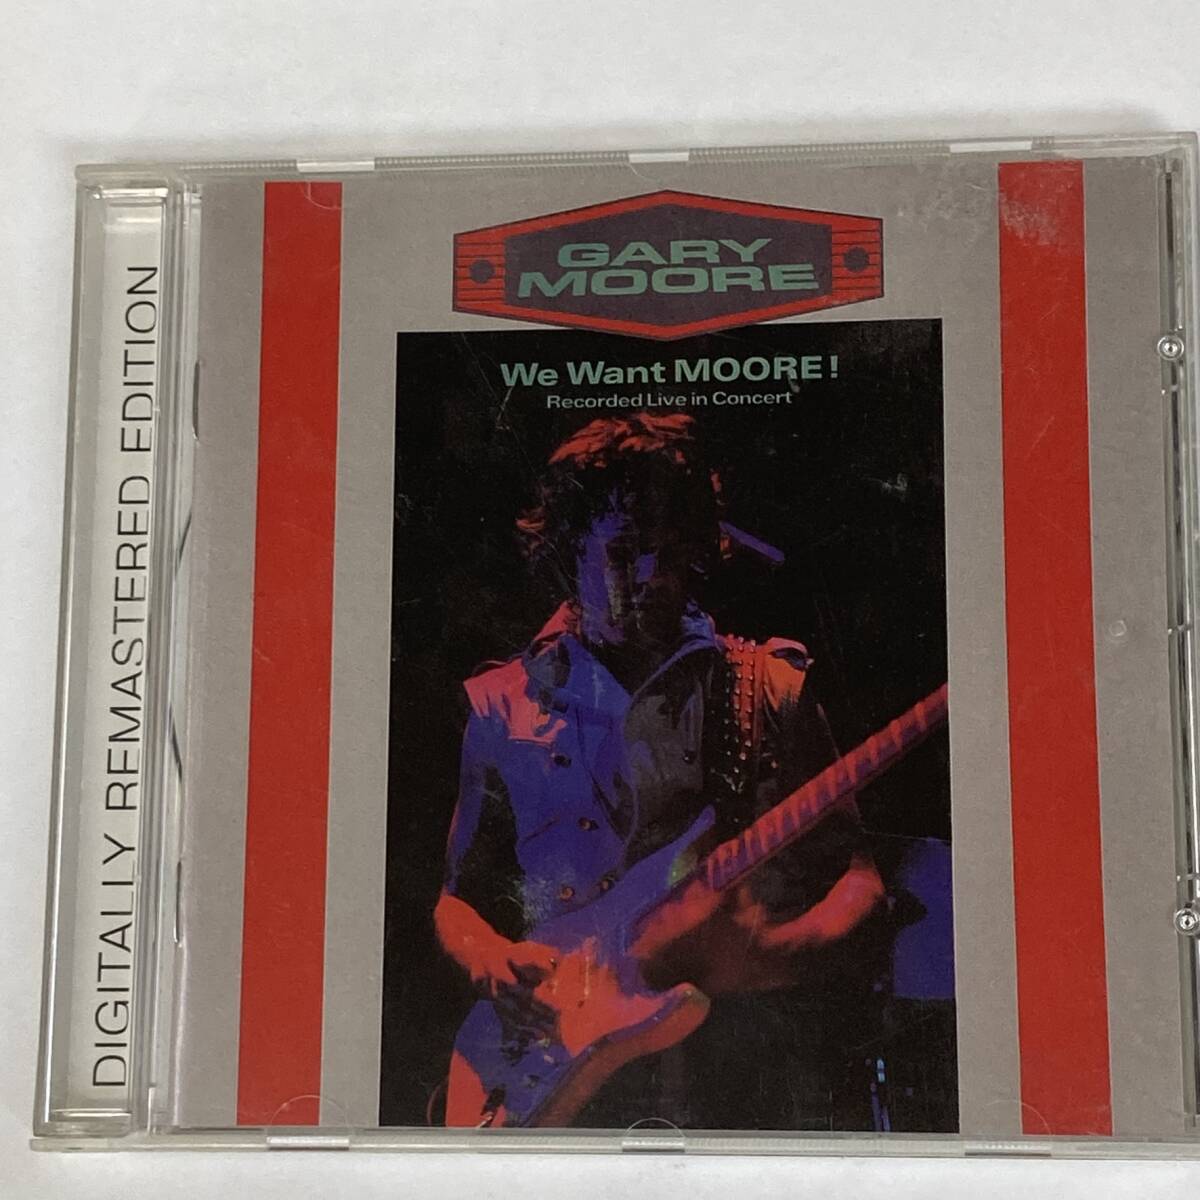 DIGITALLY REMASTERED EDITION
GARY
MOORE
We Want MOORE!
Recorded Live in Concert